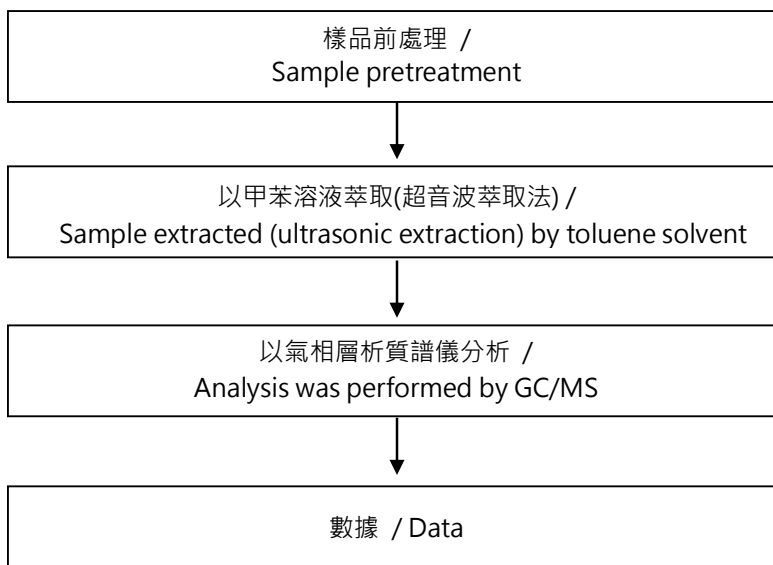 樣品前處理 /
Sample pretreatment
以甲苯溶液萃取(超音波萃取法) /
Sample extracted (ultrasonic extraction) by toluene solvent
以氣相層析質譜儀分析 /
Analysis was performed by GC/MS
數據 / Data